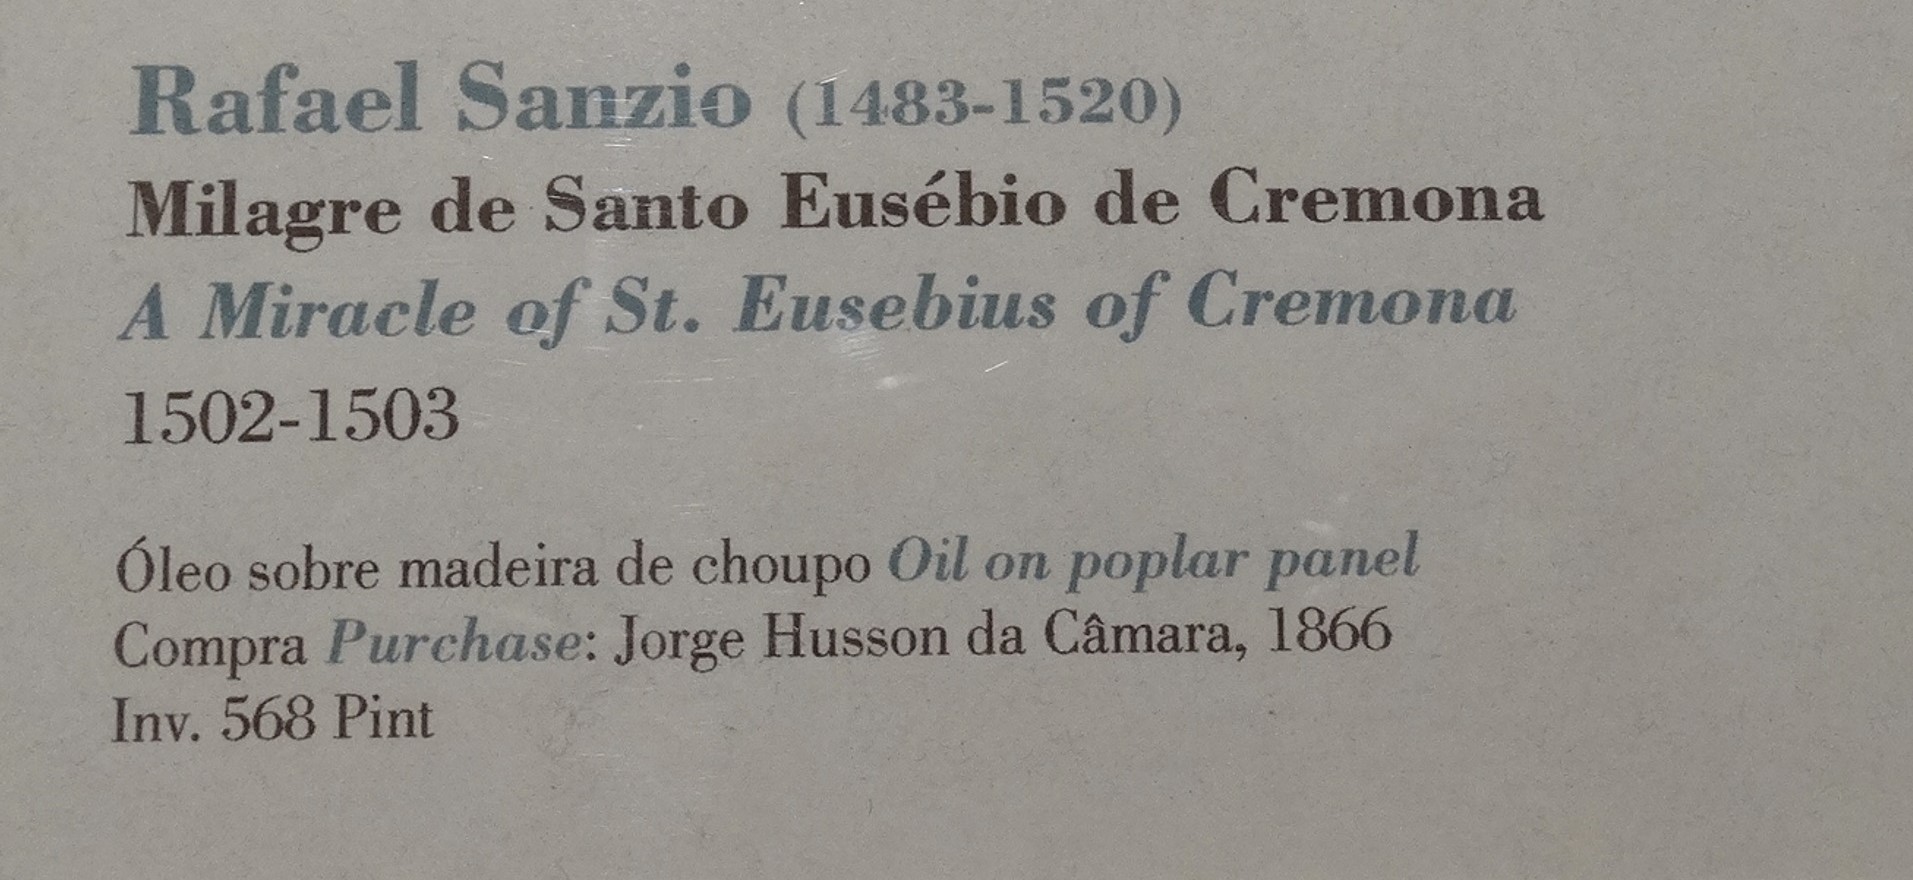 Rafael Sanzio (1483-1520)
Milagre de Santo Eusébio de Cremona
A Miracle of St. Eusebius of Cremona
1502-1503
Óleo sobre madeira de choupo Oil on poplar panel
Compra Purchase: Jorge Husson da Câmara, 1866
Inv. 568 Pint